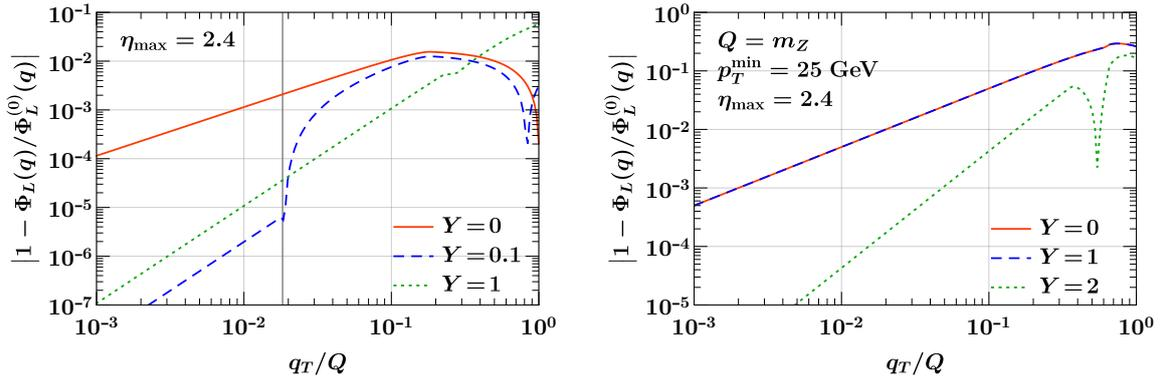 |1 − Φ_L(q)/Φ_L^(0)(q)|
10^-1
10^-2
10^-3
10^-4
10^-5
10^-6
10^-7
η_max = 2.4
Y = 0
Y = 0.1
Y = 1
10^-3 10^-2 10^-1 10^0
q_T/Q
|1 − Φ_L(q)/Φ_L^(0)(q)|
10^0
10^-1
10^-2
10^-3
10^-4
10^-5
Q = m_Z
p_T^min = 25 GeV
η_max = 2.4
Y = 0
Y = 1
Y = 2
10^-3 10^-2 10^-1 10^0
q_T/Q